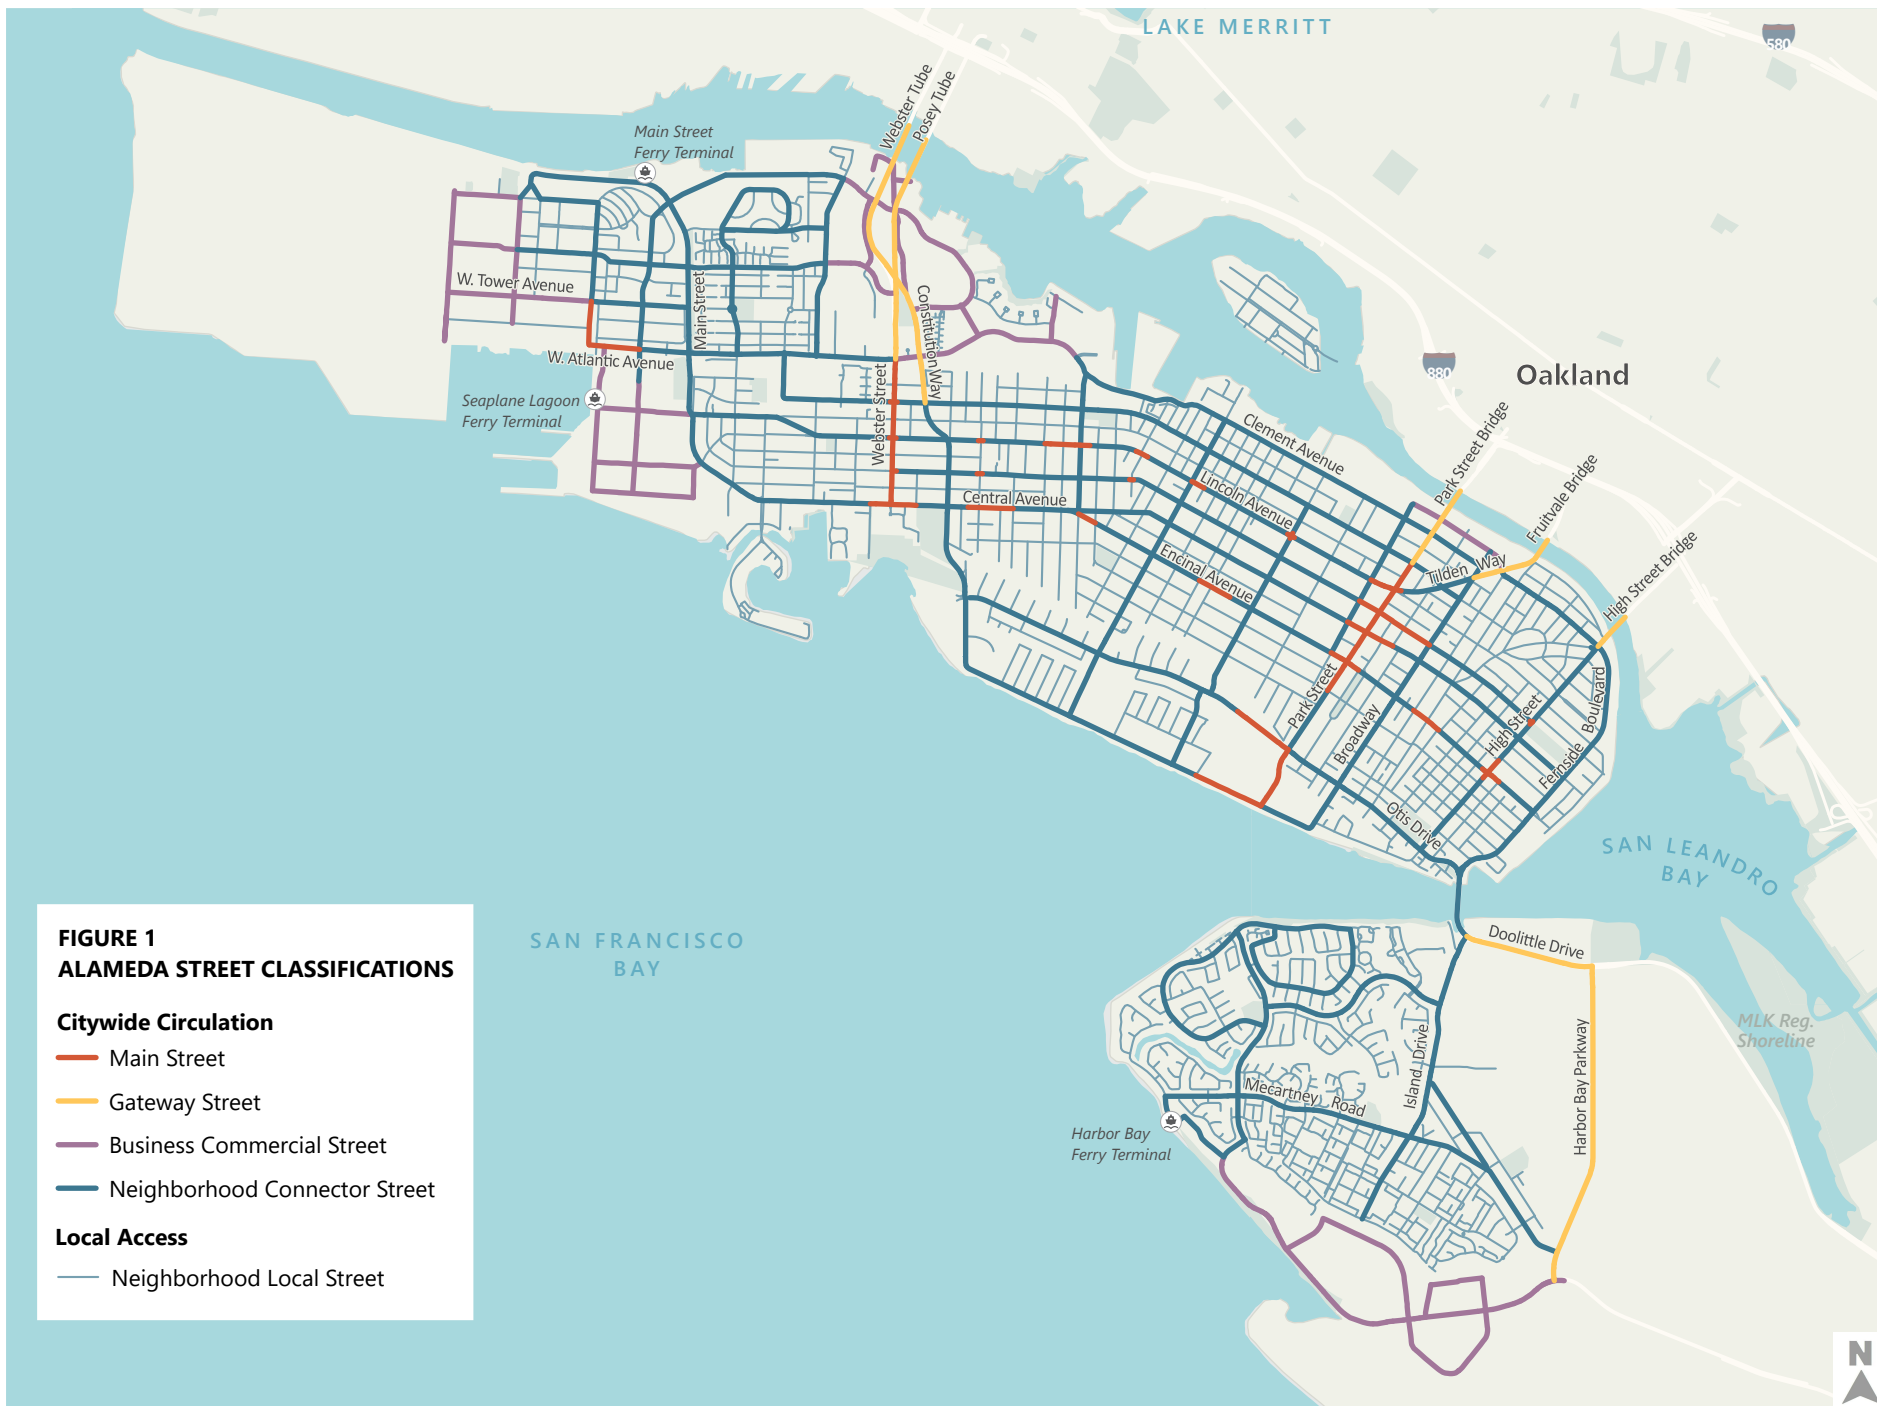 LAKE MERRITT
580
Webster Tube
Posey Tube
Main Street
Ferry Terminal
W. Tower Avenue
Main Street
Constitution Way
W. Atlantic Avenue
880
Oakland
Seaplane Lagoon
Ferry Terminal
Webster Street
Clement Avenue
Park Street Bridge
Fruitvale Bridge
Lincoln Avenue
Central Avenue
High Street Bridge
Encinal Avenue
Tilden Way
Park Street
Broadway
High Street
Fernside Boulevard
Otis Drive
SAN LEANDRO
BAY
SAN FRANCISCO
BAY
Doolittle Drive
MLK Reg.
Shoreline
Island Drive
Harbor Bay Parkway
Mecartney Road
Harbor Bay
Ferry Terminal
FIGURE 1
ALAMEDA STREET CLASSIFICATIONS
Citywide Circulation
Main Street
Gateway Street
Business Commercial Street
Neighborhood Connector Street
Local Access
Neighborhood Local Street
N